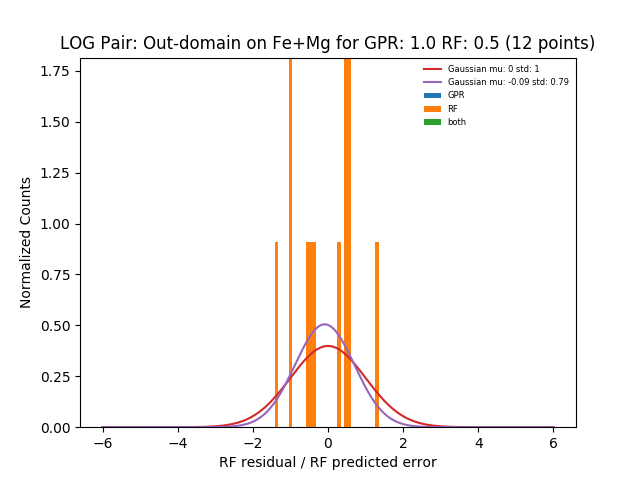 LOG Pair: Out-domain on Fe+Mg for GPR: 1.0 RF: 0.5 (12 points)
Gaussian mu: 0 std: 1
Gaussian mu: -0.09 std: 0.79
GPR
RF
both
Normalized Counts
1.75
1.50
1.25
1.00
0.75
0.50
0.25
0.00
−6 −4 −2 0 2 4 6
RF residual / RF predicted error